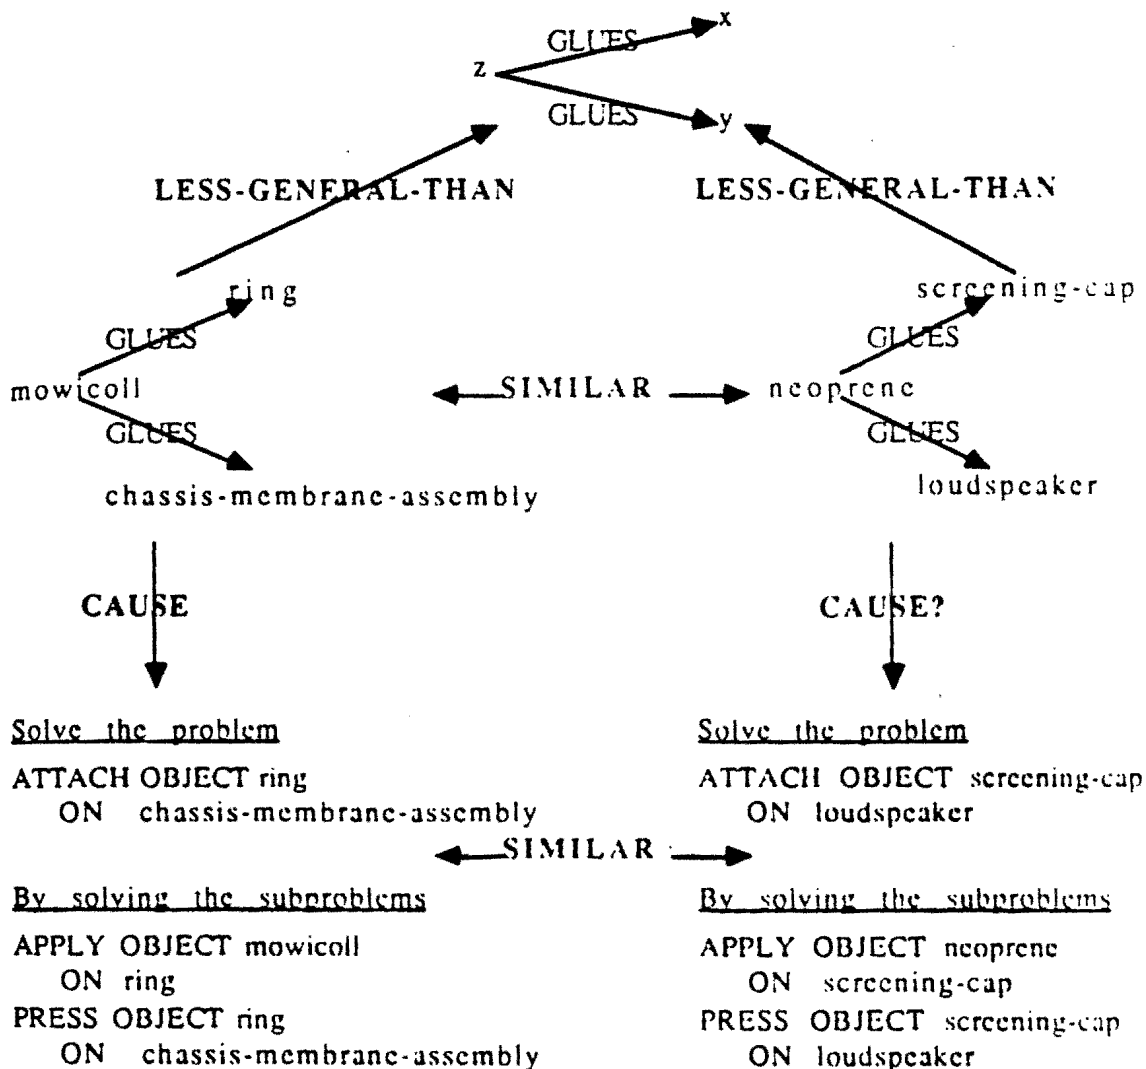 x
GLUES
z
GLUES
y
LESS-GENERAL-THAN LESS-GENERAL-THAN
ring screening-cap
GLUES GLUES
mowicoll SIMILAR neoprene
GLUES GLUES
chassis-membrane-assembly loudspeaker
CAUSE CAUSE?
Solve the problem
ATTACH OBJECT ring
ON chassis-membrane-assembly
Solve the problem
ATTACH OBJECT screening-cap
ON loudspeaker
SIMILAR
By solving the subproblems
APPLY OBJECT mowicoll
ON ring
PRESS OBJECT ring
ON chassis-membrane-assembly
By solving the subproblems
APPLY OBJECT neoprene
ON screening-cap
PRESS OBJECT screening-cap
ON loudspeaker